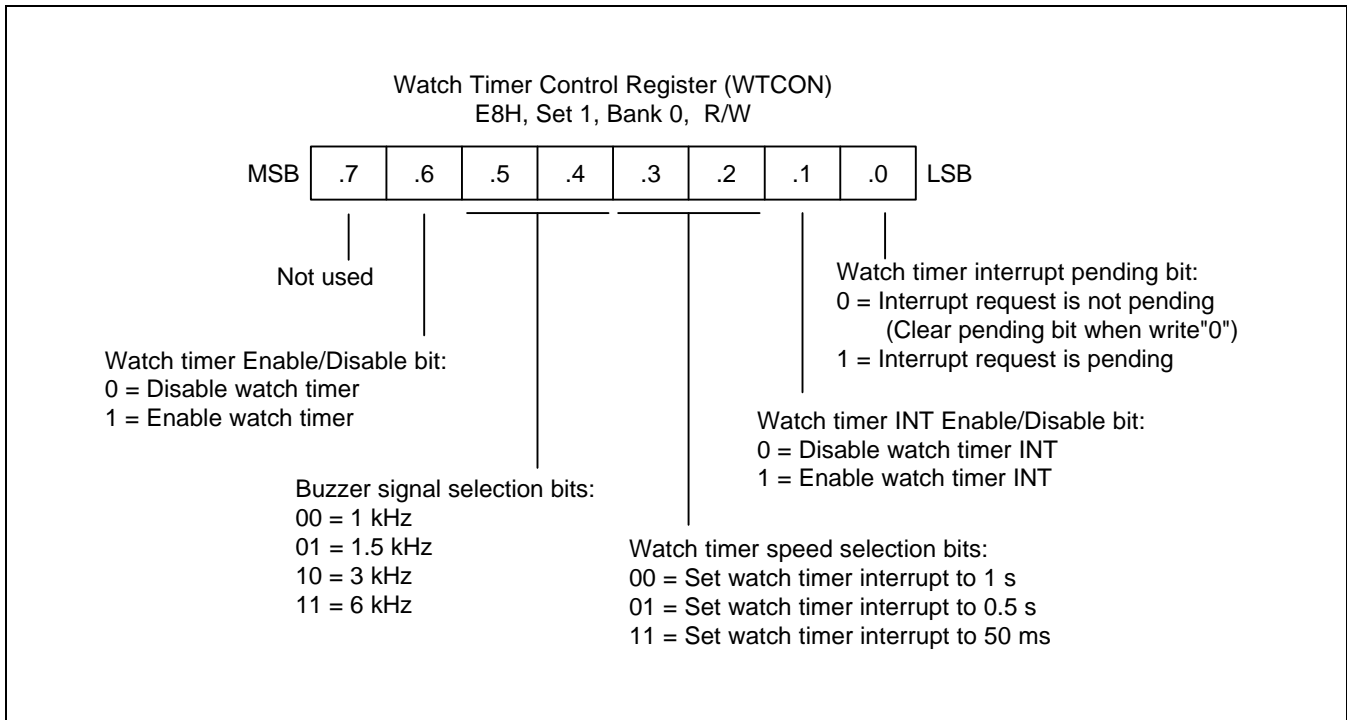 Watch Timer Control Register (WTCON)
E8H, Set 1, Bank 0, R/W
MSB .7 .6 .5 .4 .3 .2 .1 .0 LSB
Not used
Watch timer Enable/Disable bit:
0 = Disable watch timer
1 = Enable watch timer
Buzzer signal selection bits:
00 = 1 kHz
01 = 1.5 kHz
10 = 3 kHz
11 = 6 kHz
Watch timer speed selection bits:
00 = Set watch timer interrupt to 1 s
01 = Set watch timer interrupt to 0.5 s
11 = Set watch timer interrupt to 50 ms
Watch timer INT Enable/Disable bit:
0 = Disable watch timer INT
1 = Enable watch timer INT
Watch timer interrupt pending bit:
0 = Interrupt request is not pending
(Clear pending bit when write"0")
1 = Interrupt request is pending